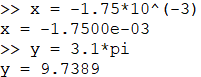 >> x = -1.75*10^(-3)
x = -1.7500e-03
>> y = 3.1*pi
y = 9.7389